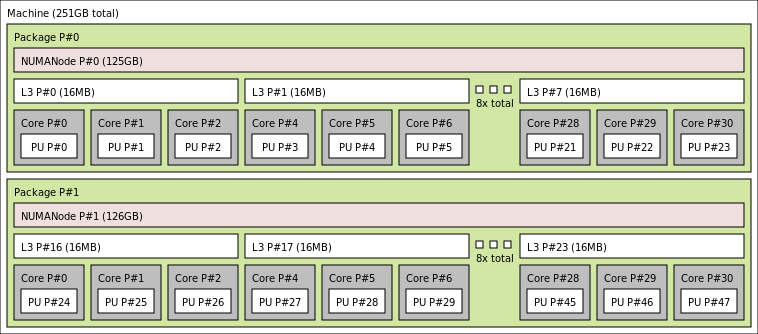 Machine (251GB total)
Package P#0
NUMANode P#0 (125GB)
L3 P#0 (16MB) L3 P#1 (16MB) L3 P#7 (16MB)
8x total
Core P#0 Core P#1 Core P#2 Core P#4 Core P#5 Core P#6 Core P#28 Core P#29 Core P#30
PU P#0 PU P#1 PU P#2 PU P#3 PU P#4 PU P#5 PU P#21 PU P#22 PU P#23
Package P#1
NUMANode P#1 (126GB)
L3 P#16 (16MB) L3 P#17 (16MB) L3 P#23 (16MB)
8x total
Core P#0 Core P#1 Core P#2 Core P#4 Core P#5 Core P#6 Core P#28 Core P#29 Core P#30
PU P#24 PU P#25 PU P#26 PU P#27 PU P#28 PU P#29 PU P#45 PU P#46 PU P#47